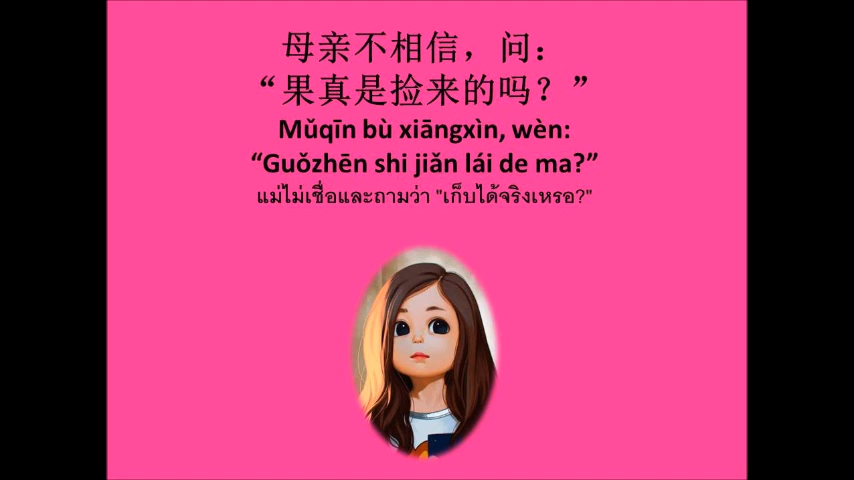 母亲不相信，问：
“果真是捡来的吗？”
Mǔqīn bù xiāngxìn, wèn:
“Guǒzhēn shi jiǎn lái de ma?”
แม่ไม่เชื่อและถามว่า "เก็บได้จริงเหรอ?"